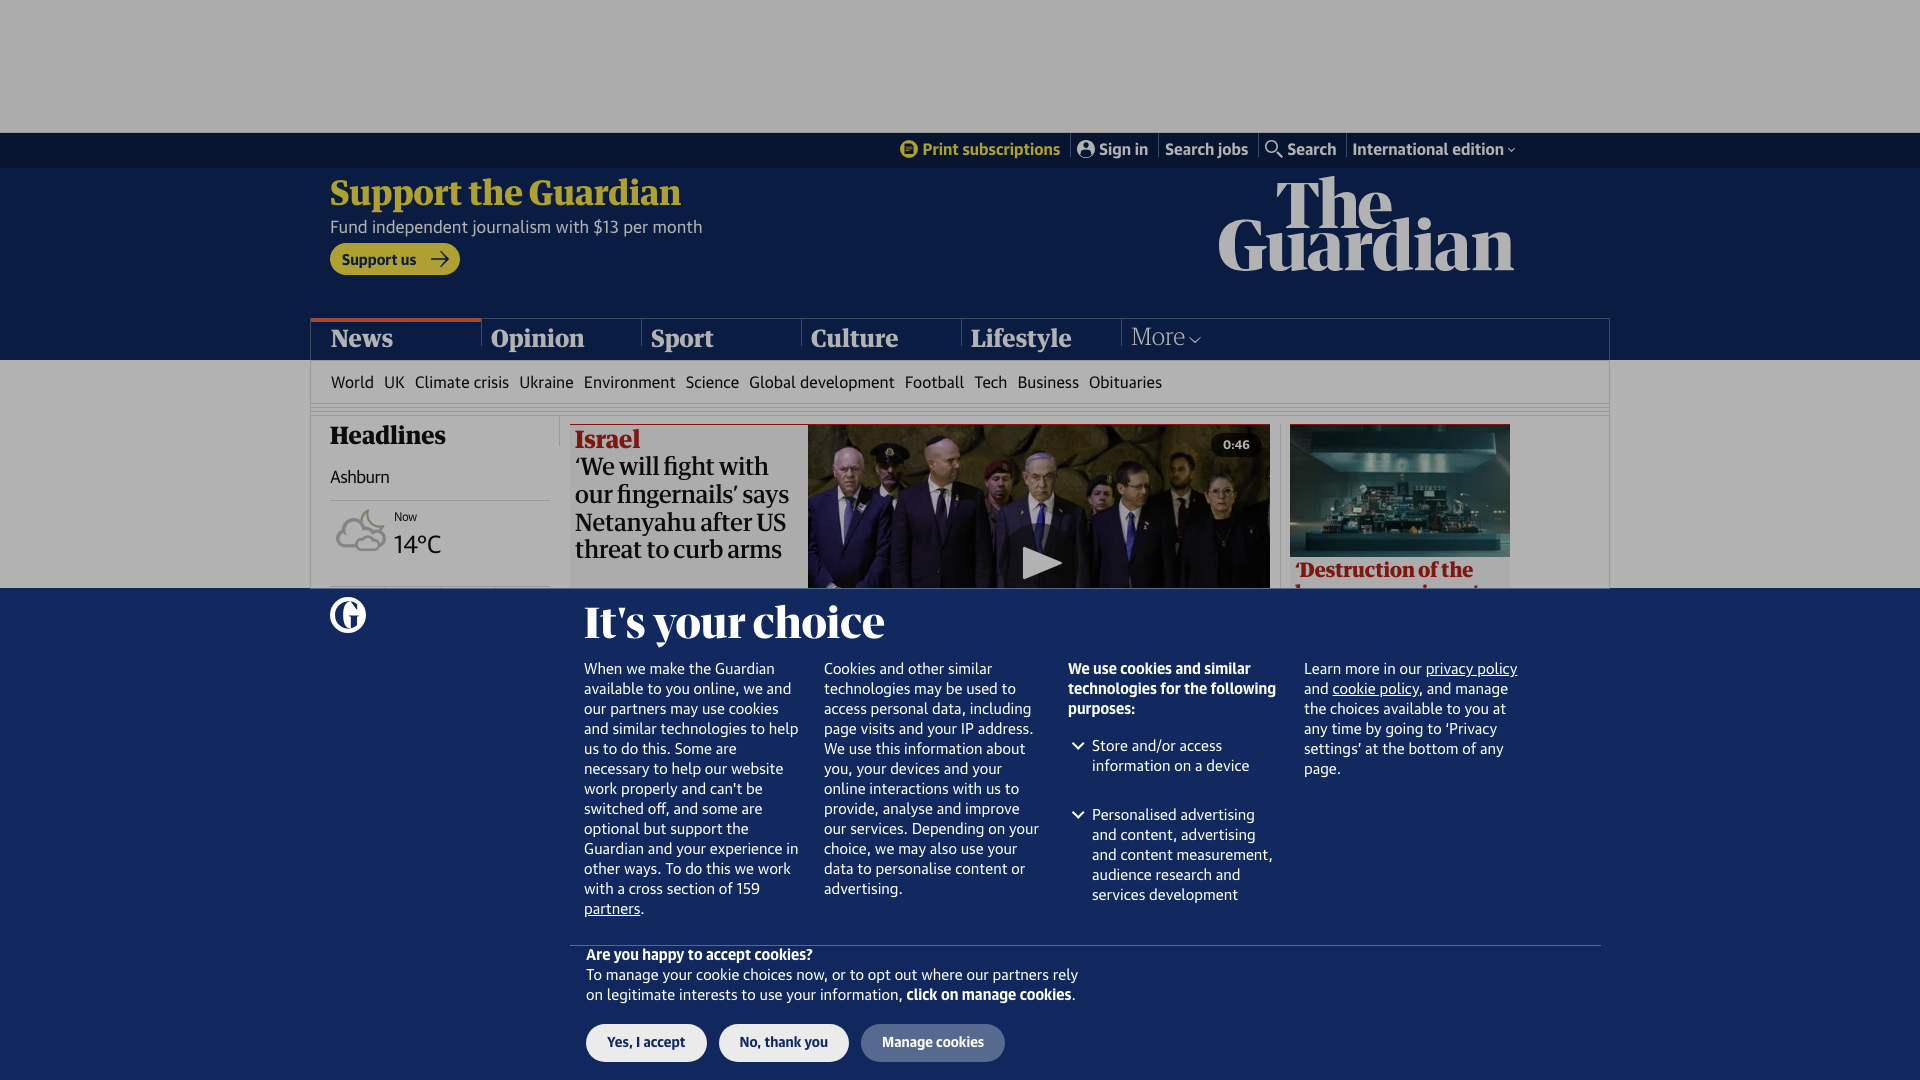 Print subscriptions
Sign in
Search jobs
Search
International edition
Support the Guardian
Fund independent journalism with $13 per month
Support us
The
Guardian
News
Opinion
Sport
Culture
Lifestyle
More
World UK Climate crisis Ukraine Environment Science Global development Football Tech Business Obituaries
Headlines
Ashburn
Now
14°C
Israel
‘We will fight with
our fingernails’ says
Netanyahu after US
threat to curb arms
0:46
‘Destruction of the
G
It's your choice
When we make the Guardian
available to you online, we and
our partners may use cookies
and similar technologies to help
us to do this. Some are
necessary to help our website
work properly and can't be
switched off, and some are
optional but support the
Guardian and your experience in
other ways. To do this we work
with a cross section of 159
partners.
Cookies and other similar
technologies may be used to
access personal data, including
page visits and your IP address.
We use this information about
you, your devices and your
online interactions with us to
provide, analyse and improve
our services. Depending on your
choice, we may also use your
data to personalise content or
advertising.
We use cookies and similar
technologies for the following
purposes:
Store and/or access
information on a device
Personalised advertising
and content, advertising
and content measurement,
audience research and
services development
Learn more in our privacy policy
and cookie policy, and manage
the choices available to you at
any time by going to ‘Privacy
settings’ at the bottom of any
page.
Are you happy to accept cookies?
To manage your cookie choices now, or to opt out where our partners rely
on legitimate interests to use your information, click on manage cookies.
Yes, I accept
No, thank you
Manage cookies